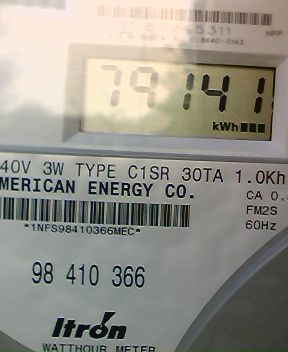 79141
kWh
40V 3W TYPE C1SR 30TA 1.0Kh
MERICAN ENERGY CO.
CA 0.
*1NFS98410366MEC*
FM2S
60Hz
98 410 366
Itrón
WATTHOUR METER